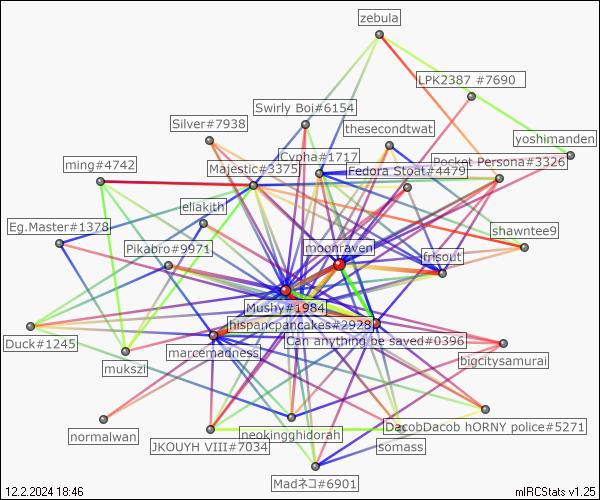 zebula
LPK2387 #7690
Swirly Boi#6154
Silver#7938
thesecondtwat
yoshimanden
Cypha#1717
Pocket Persona#3326
ming#4742
Majestic#3375
Fedora Stoat#4479
eliakith
Eg.Master#1378
shawntee9
Pikabro#9971
moonraven
frisout
Mushy#1984
hispancpancakes#2928
Duck#1245
Can anything be saved#0396
marcemadness
bigcitysamurai
mukszi
DacobDacob hORNY police#5271
normalwan
neokingghidorah
JKOUYH VIII#7034
somass
Madネコ#6901
12.2.2024 18:46
mIRCStats v1.25